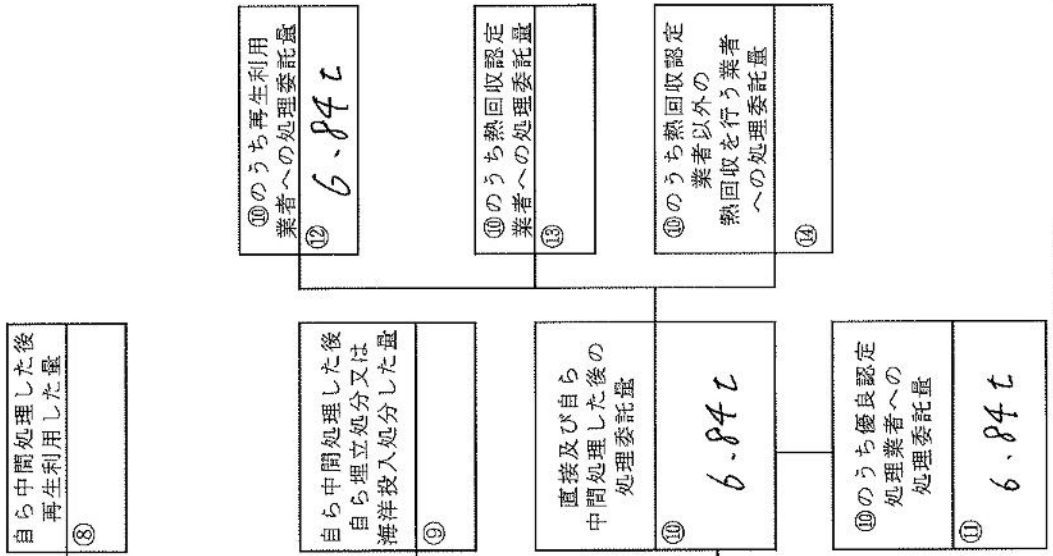 自ら中間処理した後
再生利用した量
⑧
自ら中間処理した後
自ら埋立処分又は
海洋投入処分した量
⑨
直接及び自ら
中間処理した後の
処理委託量
⑩
6.84t
⑩のうち優良認定
処理業者への
処理委託量
⑪
6.84t
⑩のうち再生利用
業者への処理委託量
⑫
6.84t
⑩のうち熱回収認定
業者への処理委託量
⑬
⑩のうち熱回収認定
業者以外の
熱回収を行う業者
への処理委託量
⑭